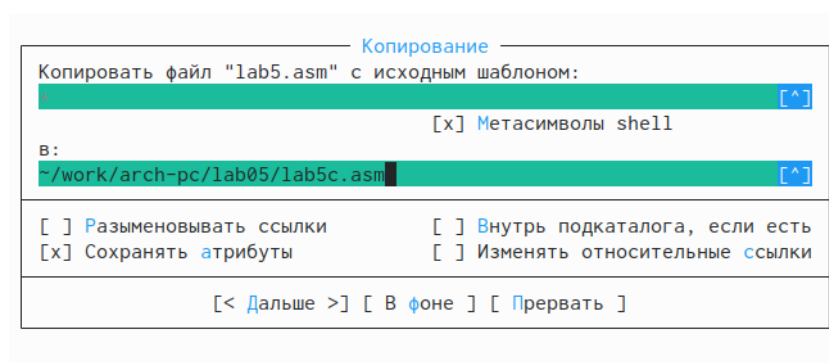 Копирование
Копировать файл "lab5.asm" с исходным шаблоном:
* [^]
[x] Метасимволы shell
в:
~/work/arch-pc/lab05/lab5c.asm [^]
[ ] Разыменовывать ссылки [ ] Внутрь подкаталога, если есть
[x] Сохранять атрибуты [ ] Изменять относительные ссылки
[< Дальше >] [ В фоне ] [ Прервать ]